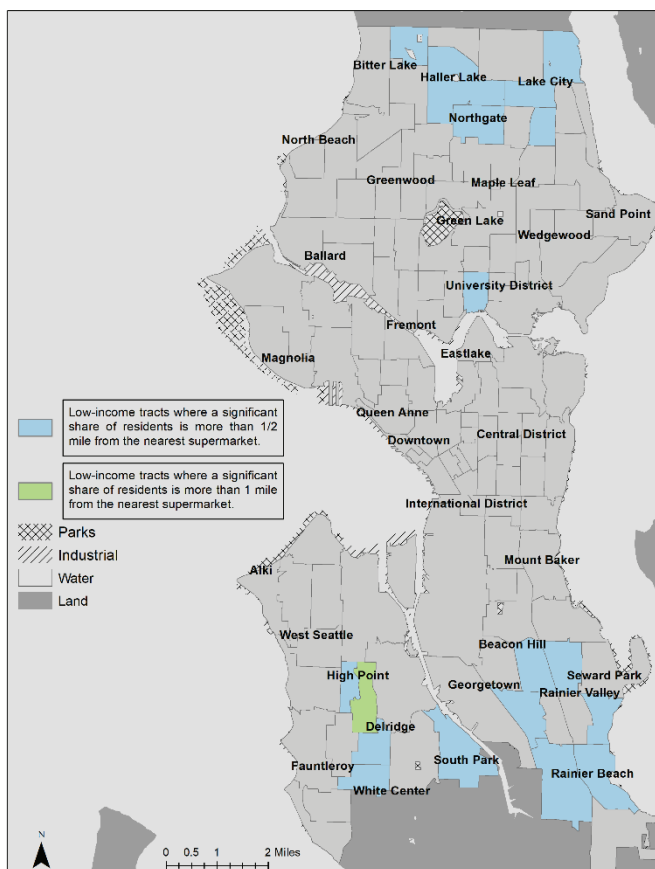 Bitter Lake
Haller Lake
Lake City
Northgate
North Beach
Greenwood
Maple Leaf
Sand Point
Green Lake
Wedgewood
Ballard
University District
Fremont
Eastlake
Magnolia
Low-income tracts where a significant
share of residents is more than 1/2
mile from the nearest supermarket.
Queen Anne
Downtown
Central District
Low-income tracts where a significant
share of residents is more than 1 mile
from the nearest supermarket.
International District
Parks
Industrial
Water
Land
Mount Baker
Alki
West Seattle
Beacon Hill
High Point
Seward Park
Georgetown
Rainier Valley
Delridge
Fauntleroy
South Park
Rainier Beach
White Center
N
0 0.5 1 2 Miles